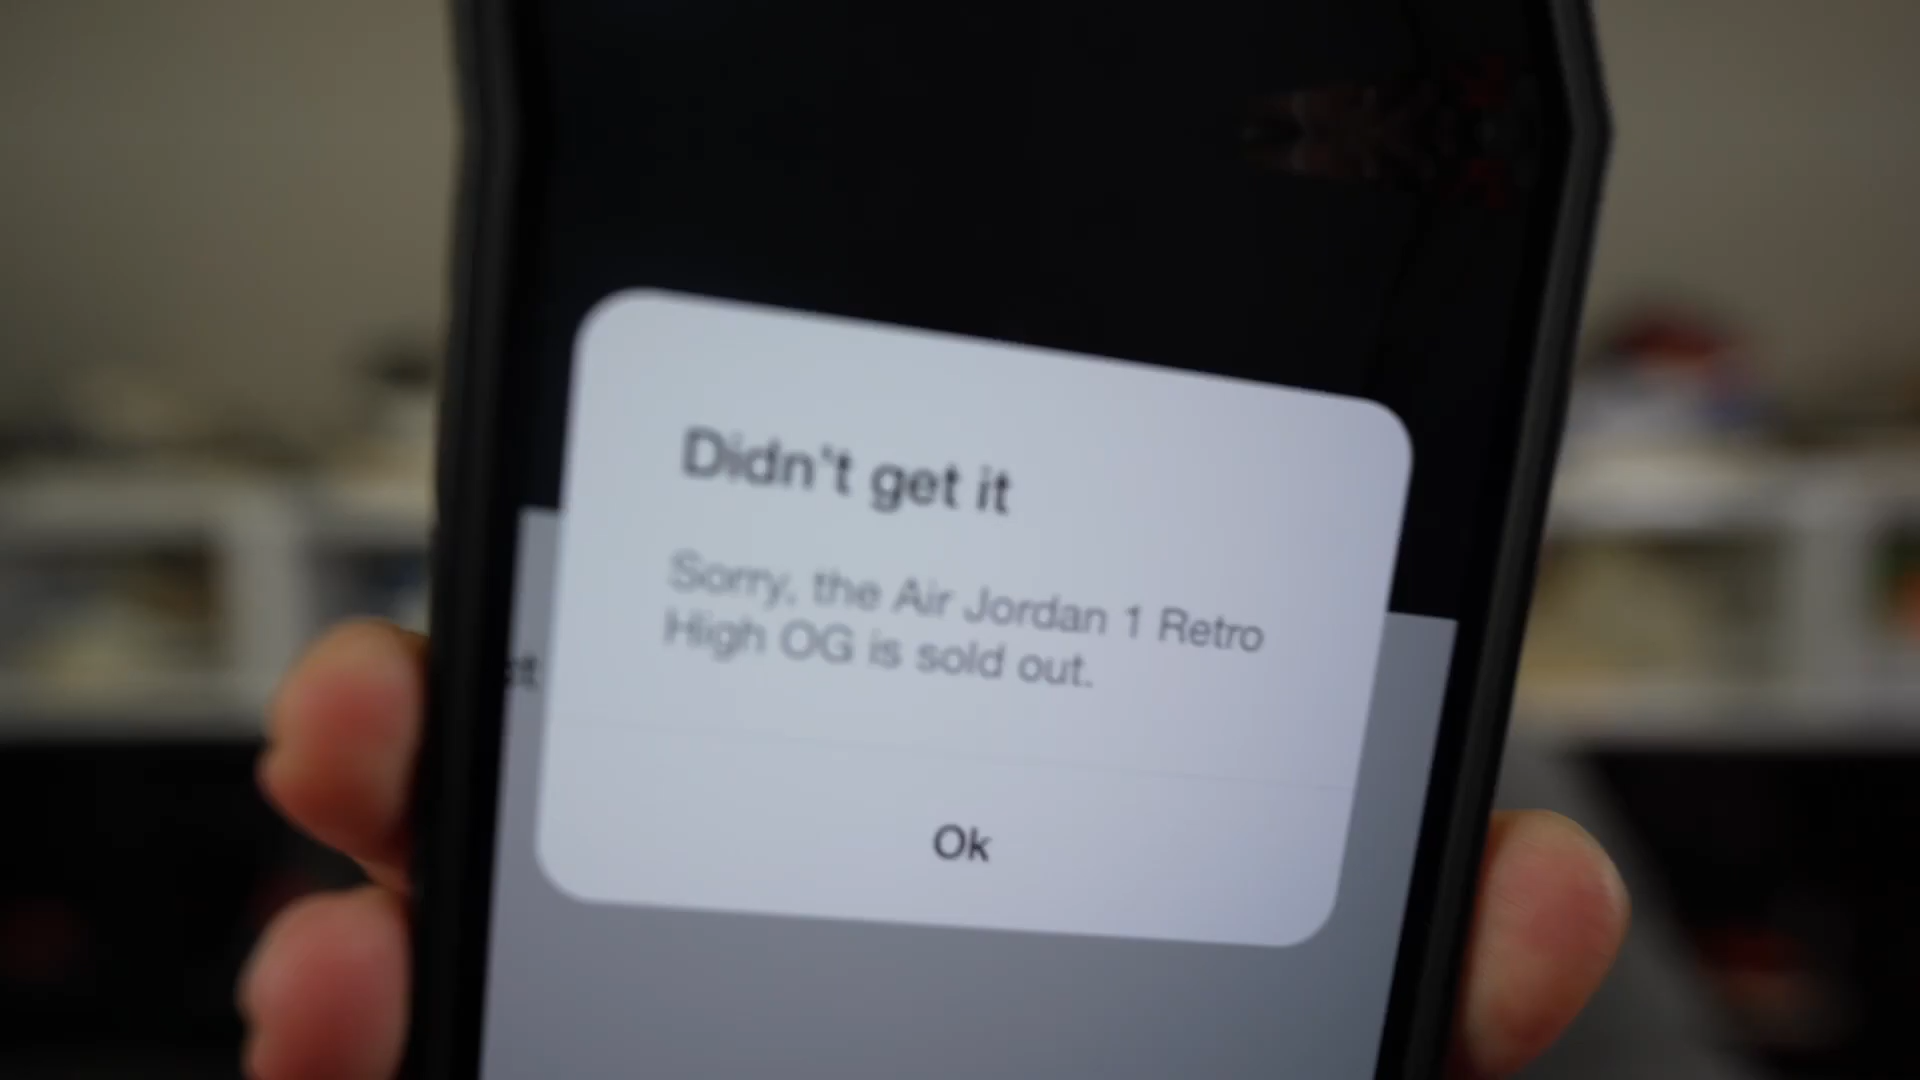 Didn't get it
Sorry, the Air Jordan 1 Retro
High OG is sold out.
Ok